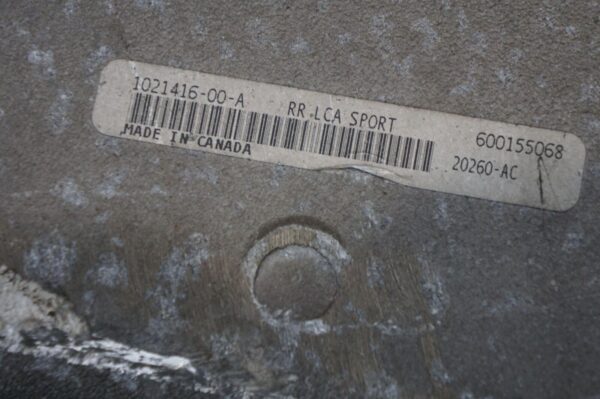 1021416-00-A RR LCA SPORT 600155068
MADE IN CANADA 20260-AC